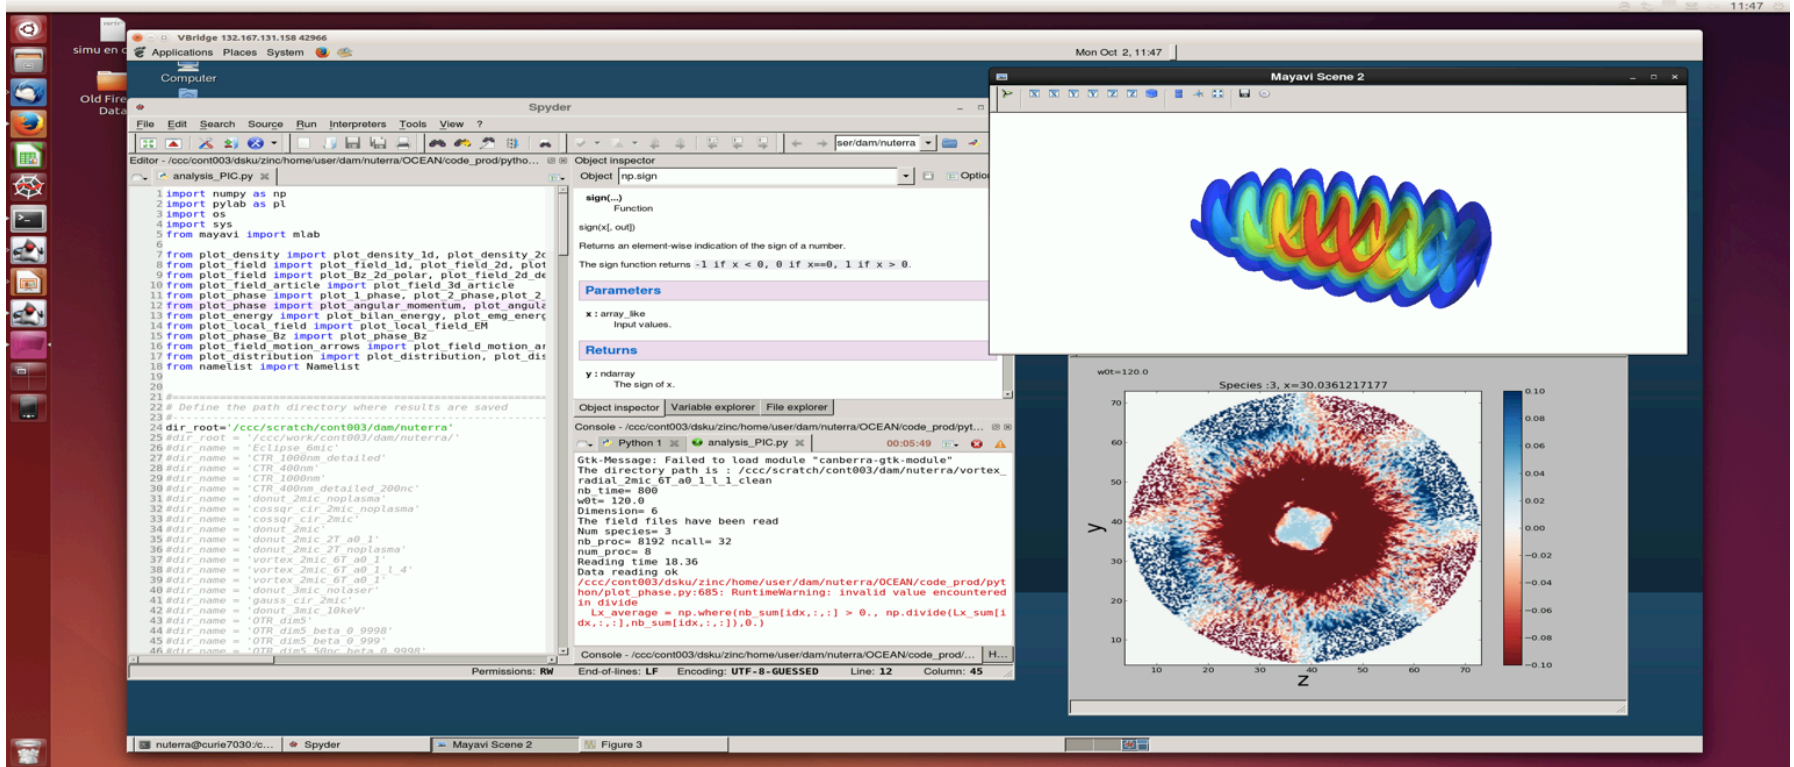 11:47
simu en c
Old Fire
Data
VBridge 132.167.131.158 42966
Applications Places System
Mon Oct 2, 11:47
Computer
Spyder
File Edit Search Source Run Interpreters Tools View ?
ser/dam/nuterra
Editor - /ccc/cont003/dsku/zinc/home/user/dam/nuterra/OCEAN/code_prod/pytho...
analysis_PIC.py
1 import numpy as np
2 import pylab as pl
3 import os
4 import sys
5 from mayavi import mlab
6
7 from plot_density import plot_density_1d, plot_density_2d
8 from plot_field import plot_field_1d, plot_field_2d, plot
9 from plot_field import plot_Bz_2d_polar, plot_field_2d_de
10 from plot_field_article import plot_field_3d_article
11 from plot_phase import plot_1_phase, plot_2_phase,plot_2_
12 from plot_phase import plot_angular_momentum, plot_angula
13 from plot_energy import plot_bilan_energy, plot_emg_energ
14 from plot_local_field import plot_local_field_EM
15 from plot_phase_Bz import plot_phase_Bz
16 from plot_field_motion_arrows import plot_field_motion_ar
17 from plot_distribution import plot_distribution, plot_dis
18 from namelist import Namelist
19
20
21 #=======================================================
22 # Define the path directory where results are saved
23 #-------------------------------------------------------
24 dir_root='/ccc/scratch/cont003/dam/nuterra'
25 #dir_root = '/ccc/work/cont003/dam/nuterra/'
26 #dir_name = 'Eclipse_6mic'
27 #dir_name = 'CTR_1000nm_detailed'
28 #dir_name = 'CTR_400nm'
29 #dir_name = 'CTR_1000nm'
30 #dir_name = 'CTR_400nm_detailed_200nc'
31 #dir_name = 'donut_2mic_noplasma'
32 #dir_name = 'cossqr_cir_2mic_noplasma'
33 #dir_name = 'cossqr_cir_2mic'
34 #dir_name = 'donut_2mic'
35 #dir_name = 'donut_2mic_2T_a0_1'
36 #dir_name = 'donut_2mic_2T_noplasma'
37 #dir_name = 'vortex_2mic_6T_a0_1'
38 #dir_name = 'vortex_2mic_6T_a0_1_l_4'
39 #dir_name = 'vortex_2mic_6T_a0_1'
40 #dir_name = 'donut_3mic_nolaser'
41 #dir_name = 'gauss_cir_2mic'
42 #dir_name = 'donut_3mic_10keV'
43 #dir_name = 'OTR_dim5'
44 #dir_name = 'OTR_dim5_beta_0_9998'
45 #dir_name = 'OTR_dim5_beta_0_999'
46 #dir_name = 'OTR_dim5_50nc_beta_0_9998'
Permissions: RW End-of-lines: LF Encoding: UTF-8-GUESSED Line: 12 Column: 45
Object inspector
Object np.sign
Optio
sign(...)
Function
sign(x[, out])
Returns an element-wise indication of the sign of a number.
The sign function returns -1 if x < 0, 0 if x==0, 1 if x > 0.
Parameters
x : array_like
Input values.
Returns
y : ndarray
The sign of x.
Object inspector Variable explorer File explorer
Console - /ccc/cont003/dsku/zinc/home/user/dam/nuterra/OCEAN/code_prod/pyt...
Python 1 analysis_PIC.py 00:05:49
Gtk-Message: Failed to load module "canberra-gtk-module"
The directory path is : /ccc/scratch/cont003/dam/nuterra/vortex_
radial_2mic_6T_a0_1_l_1_clean
nb_time= 800
w0t= 120.0
Dimension= 6
The field files have been read
Num species= 3
nb_proc= 8192 ncall= 32
num_proc= 8
Reading time 18.36
Data reading ok
/ccc/cont003/dsku/zinc/home/user/dam/nuterra/OCEAN/code_prod/pyt
hon/plot_phase.py:685: RuntimeWarning: invalid value encountered
in divide
Lx_average = np.where(nb_sum[idx,:,:] > 0., np.divide(Lx_sum[i
dx,:,:],nb_sum[idx,:,:]),0.)
Console - /ccc/cont003/dsku/zinc/home/user/dam/nuterra/OCEAN/code_prod/... H...
Mayavi Scene 2
w0t=120.0
Species :3, x=30.0361217177
70
60
50
40
30
20
10
y
10 20 30 40 50 60 70
z
0.10
0.08
0.06
0.04
0.02
0.00
−0.02
−0.04
−0.06
−0.08
−0.10
nuterra@curie7030:/c... Spyder Mayavi Scene 2 Figure 3